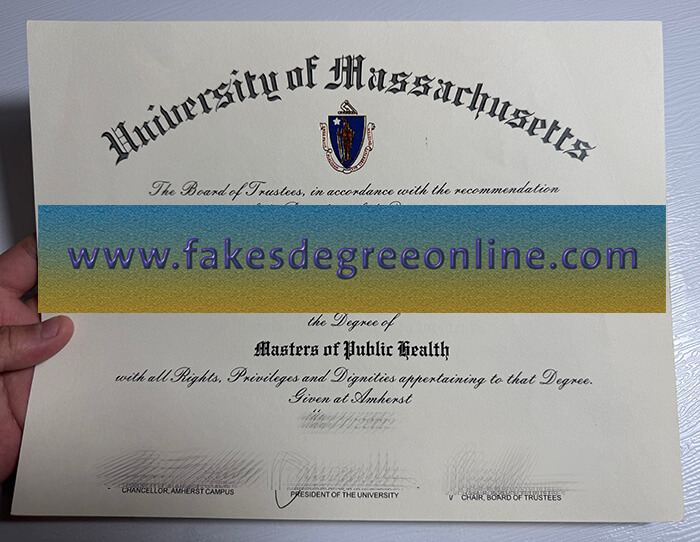 University of Massachusetts
The Board of Trustees, in accordance with the recommendation
www.fakesdegreeonline.com
the Degree of
Masters of Public Health
with all Rights, Privileges and Dignities appertaining to that Degree.
Given at Amherst
CHANCELLOR, AMHERST CAMPUS
PRESIDENT OF THE UNIVERSITY
CHAIR, BOARD OF TRUSTEES